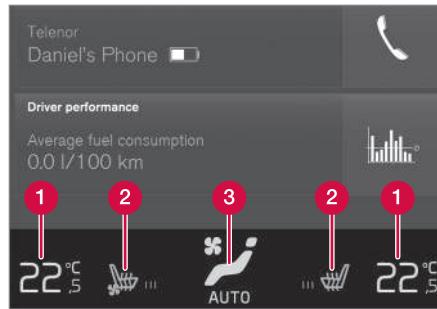 Telenor
Daniel's Phone
Driver performance
Average fuel consumption
0.0 l/100 km
1 2 3 2 1
22°C,5 22°C,5
AUTO